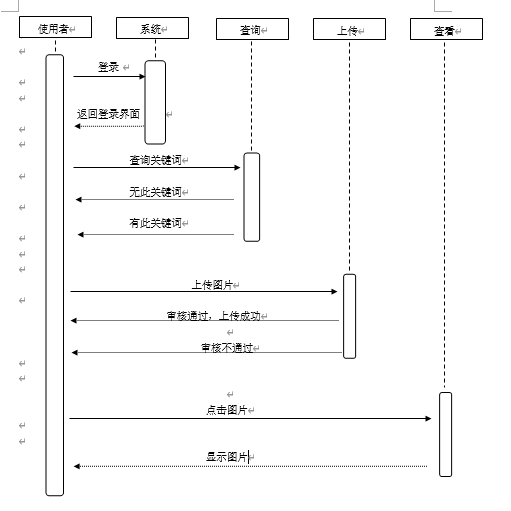 使用者
系统
查询
上传
查看
登录
返回登录界面
查询关键词
无此关键词
有此关键词
上传图片
审核通过，上传成功
审核不通过
点击图片
显示图片